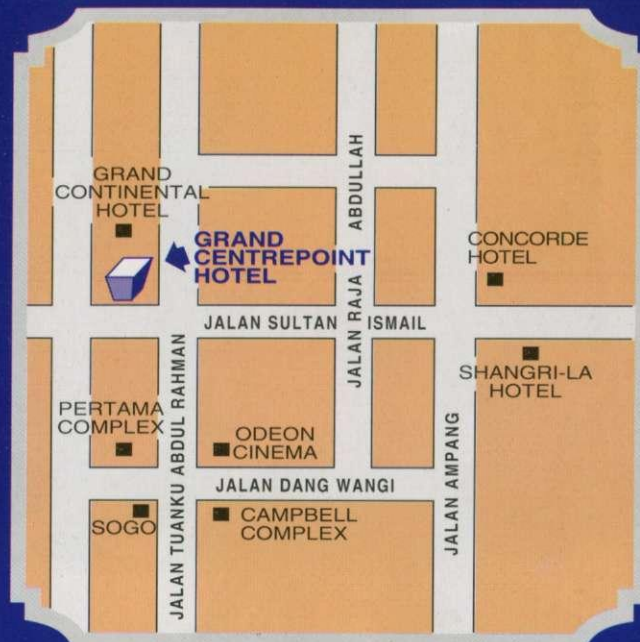 GRAND
CONTINENTAL
HOTEL
GRAND
CENTREPOINT
HOTEL
CONCORDE
HOTEL
JALAN RAJA ABDULLAH
JALAN SULTAN ISMAIL
SHANGRI-LA
HOTEL
PERTAMA
COMPLEX
JALAN TUANKU ABDUL RAHMAN
ODEON
CINEMA
JALAN AMPANG
JALAN DANG WANGI
SOGO
CAMPBELL
COMPLEX